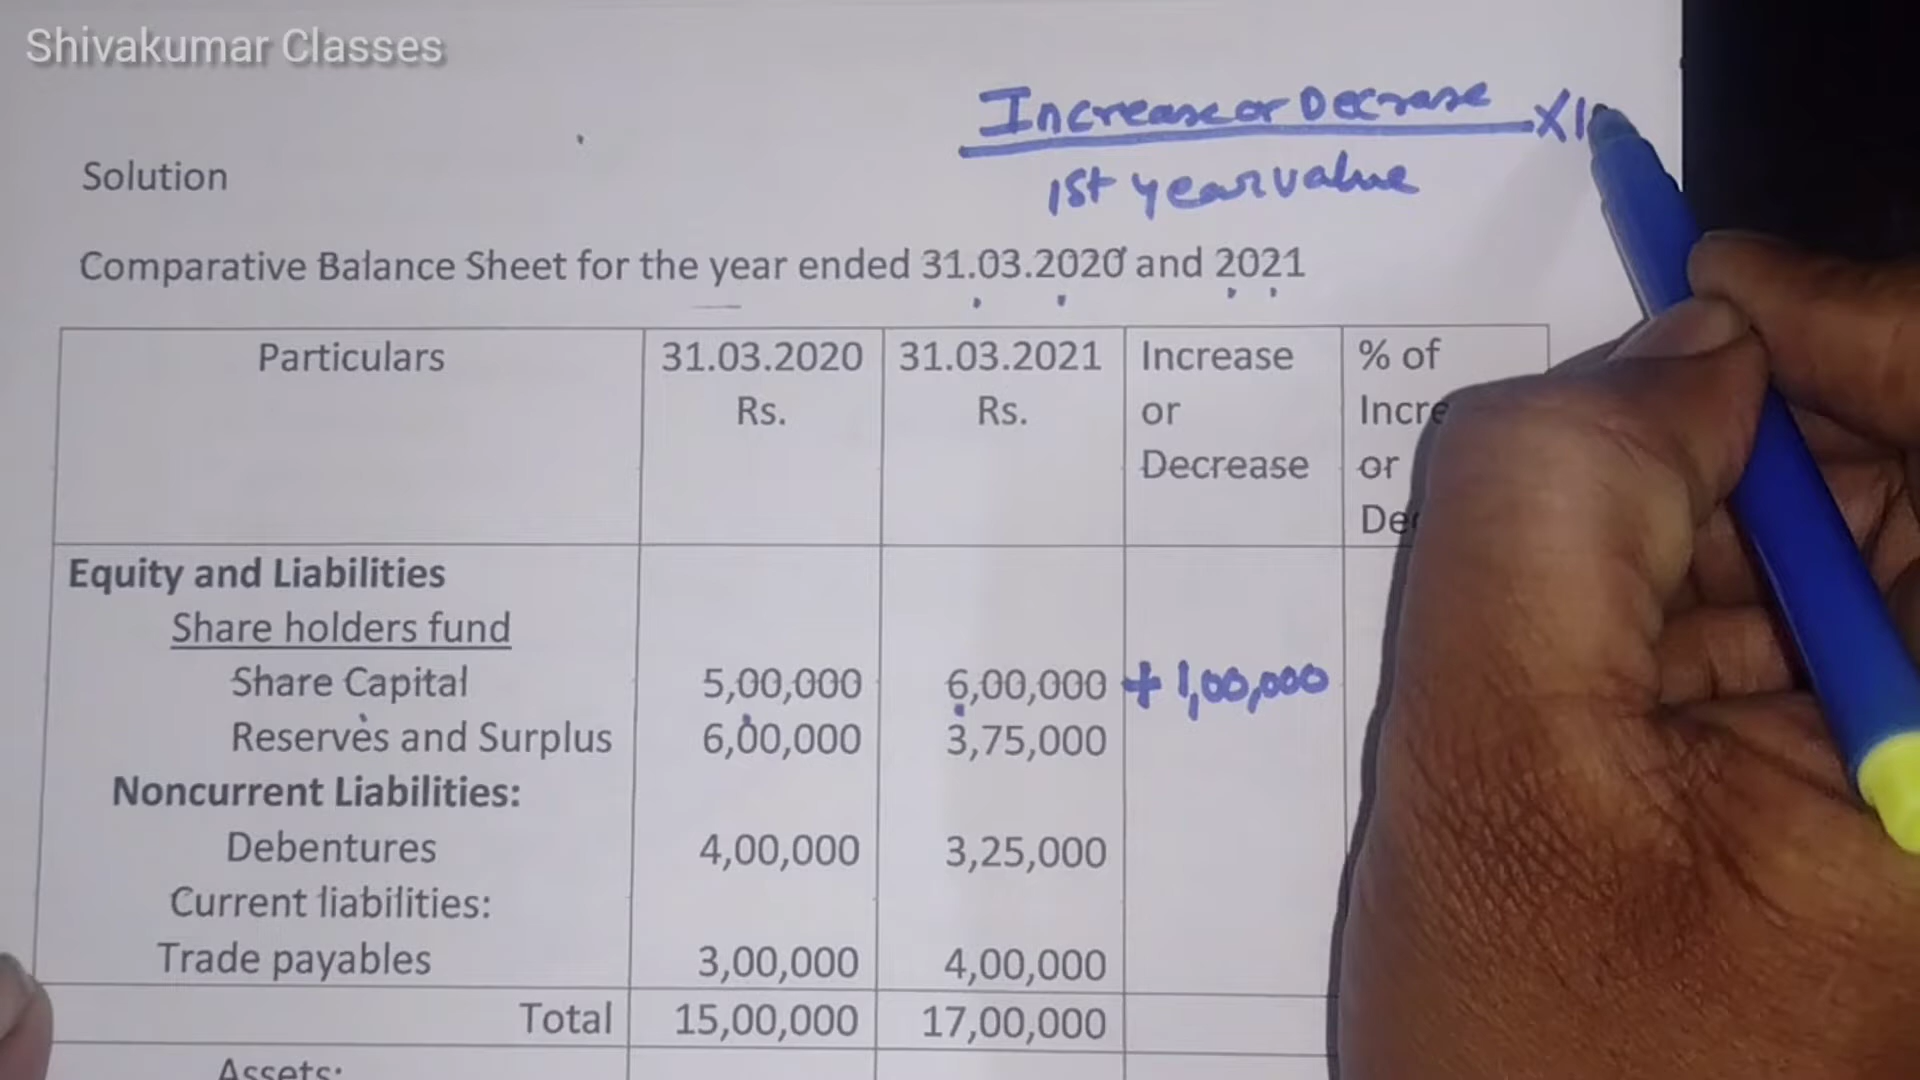 Shivakumar Classes
Increase or Decrease
×10
1st year value
Solution
Comparative Balance Sheet for the year ended 31.03.2020 and 2021
Particulars 31.03.2020 Rs. 31.03.2021 Rs. Increase or Decrease % of Incre or De
Equity and Liabilities
Share holders fund
Share Capital 5,00,000 6,00,000 + 1,00,000
Reserves and Surplus 6,00,000 3,75,000
Noncurrent Liabilities:
Debentures 4,00,000 3,25,000
Current liabilities:
Trade payables 3,00,000 4,00,000
Total 15,00,000 17,00,000
Assets: